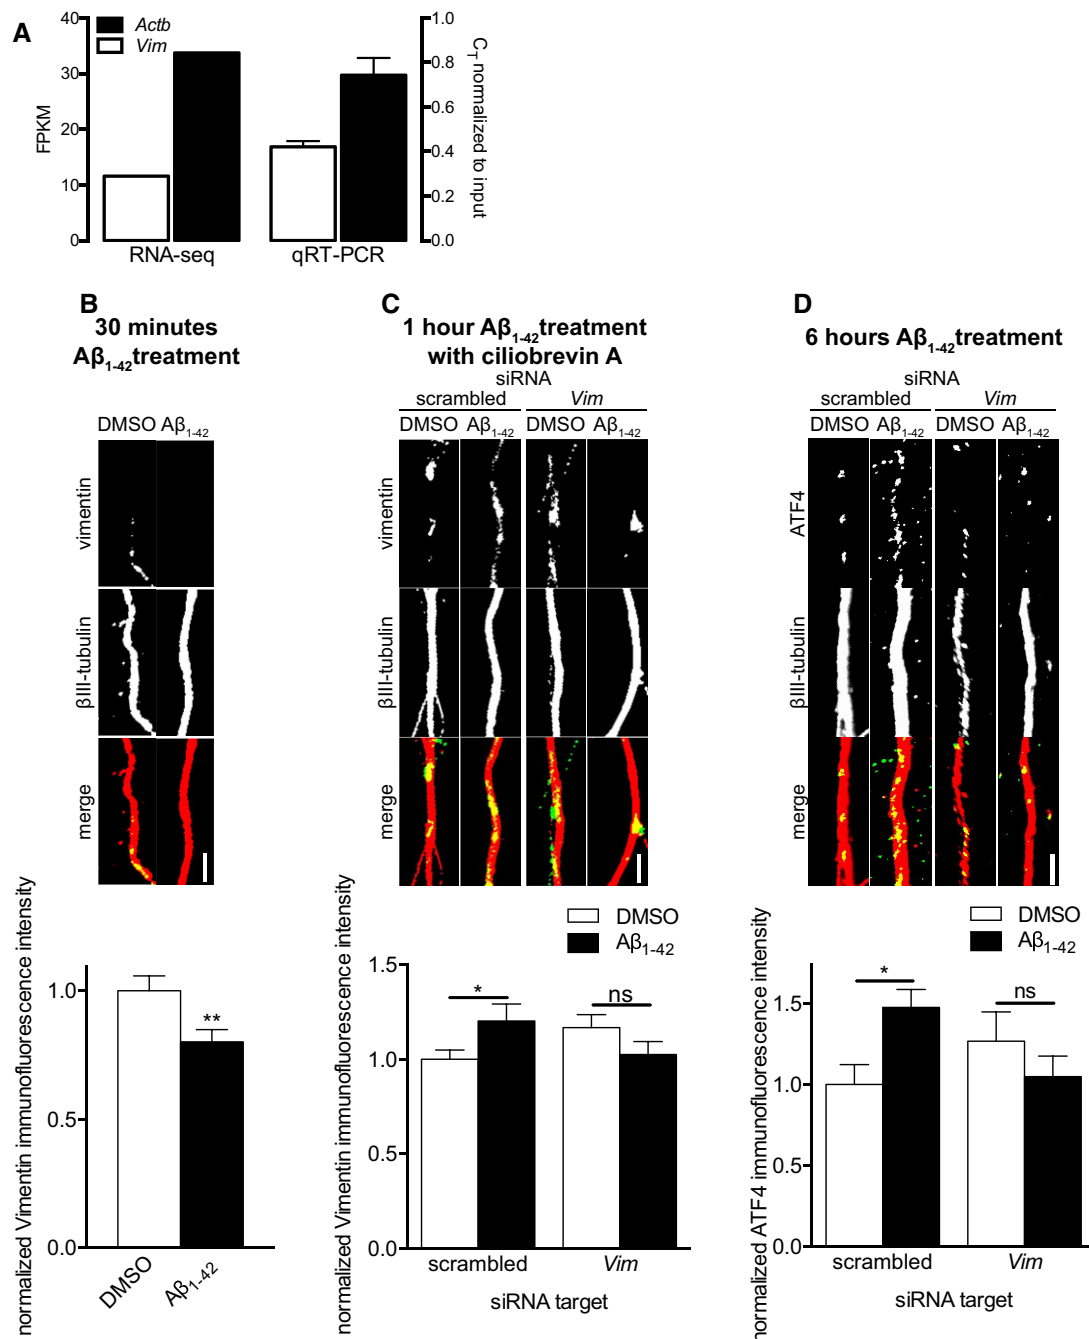 A
40
30
20
10
0
FPKM
Actb
Vim
1.0
0.8
0.6
0.4
0.2
0.0
C_T normalized to input
RNA-seq
qRT-PCR
B
30 minutes
Aβ1-42 treatment
DMSO Aβ1-42
vimentin
βIII-tubulin
merge
normalized Vimentin immunofluorescence intensity
1.0
0.5
0.0
**
DMSO
Aβ1-42
C
1 hour Aβ1-42 treatment
with ciliobrevin A
siRNA
scrambled
Vim
DMSO Aβ1-42 DMSO Aβ1-42
vimentin
βIII-tubulin
merge
DMSO
Aβ1-42
normalized Vimentin immunofluorescence intensity
1.5
1.0
0.5
0.0
*
ns
scrambled
Vim
siRNA target
D
6 hours Aβ1-42 treatment
siRNA
scrambled
Vim
DMSO Aβ1-42 DMSO Aβ1-42
ATF4
βIII-tubulin
merge
DMSO
Aβ1-42
normalized ATF4 immunofluorescence intensity
1.5
1.0
0.5
0.0
*
ns
scrambled
Vim
siRNA target